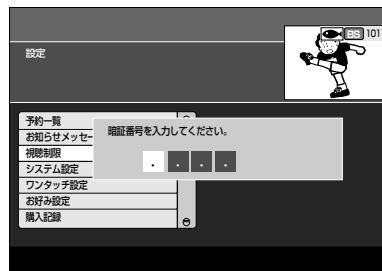 BS 101
設定
予約一覧
お知らせメッセー
暗証番号を入力してください。
視聴制限
システム設定
ワンタッチ設定
お好み設定
購入記録